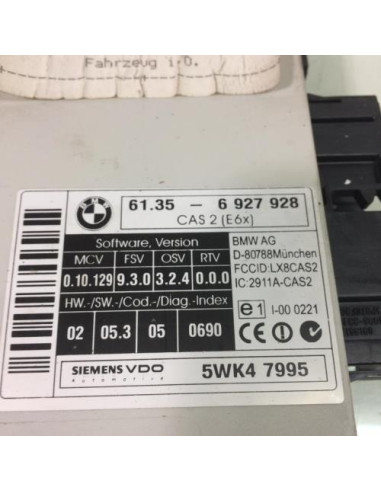 Fahrzeug i.O.
BMW
61.35 - 6 927 928
CAS 2 (E6x)
Software, Version
MCV FSV OSV RTV
0.10.129 9.3.0 3.2.4 0.0.0
HW.-/SW.-/Cod.-/Diag.-Index
02 05.3 05 0690
BMW AG
D-80788München
FCCID:LX8CAS2
IC:2911A-CAS2
e1 I-00 0221
CE
SIEMENS VDO
Automotive
5WK4 7995